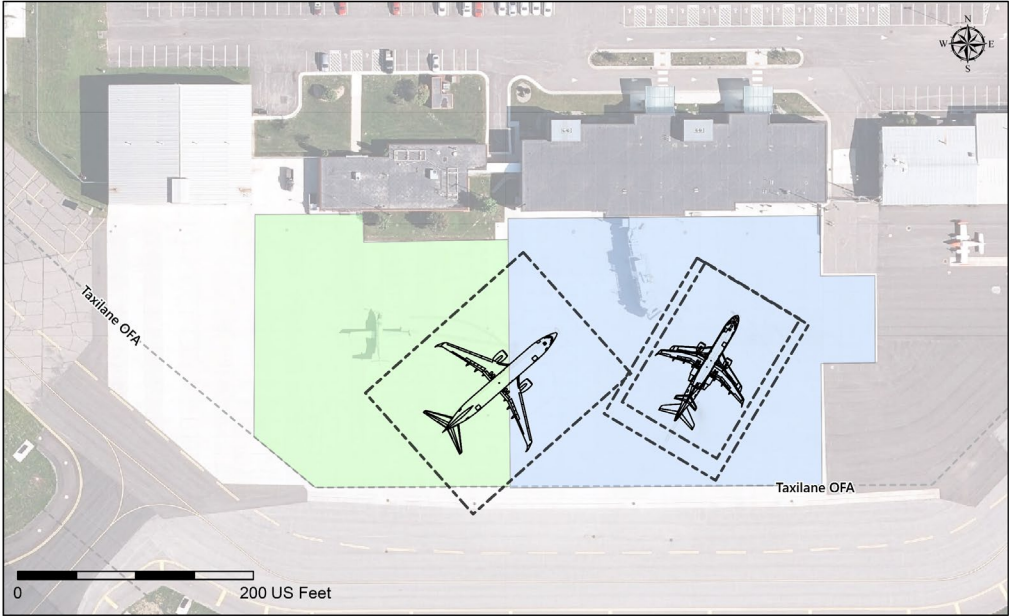 N
W E
S
Taxilane OFA
Taxilane OFA
0 200 US Feet